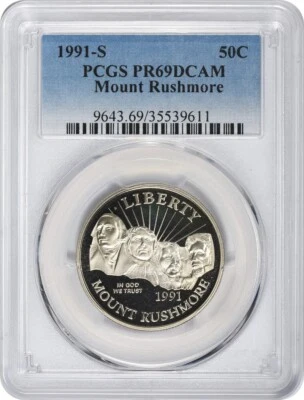 1991-S 50C
PCGS PR69DCAM
Mount Rushmore
9643.69/35539611
LIBERTY
IN GOD
WE TRUST
1991
MOUNT RUSHMORE